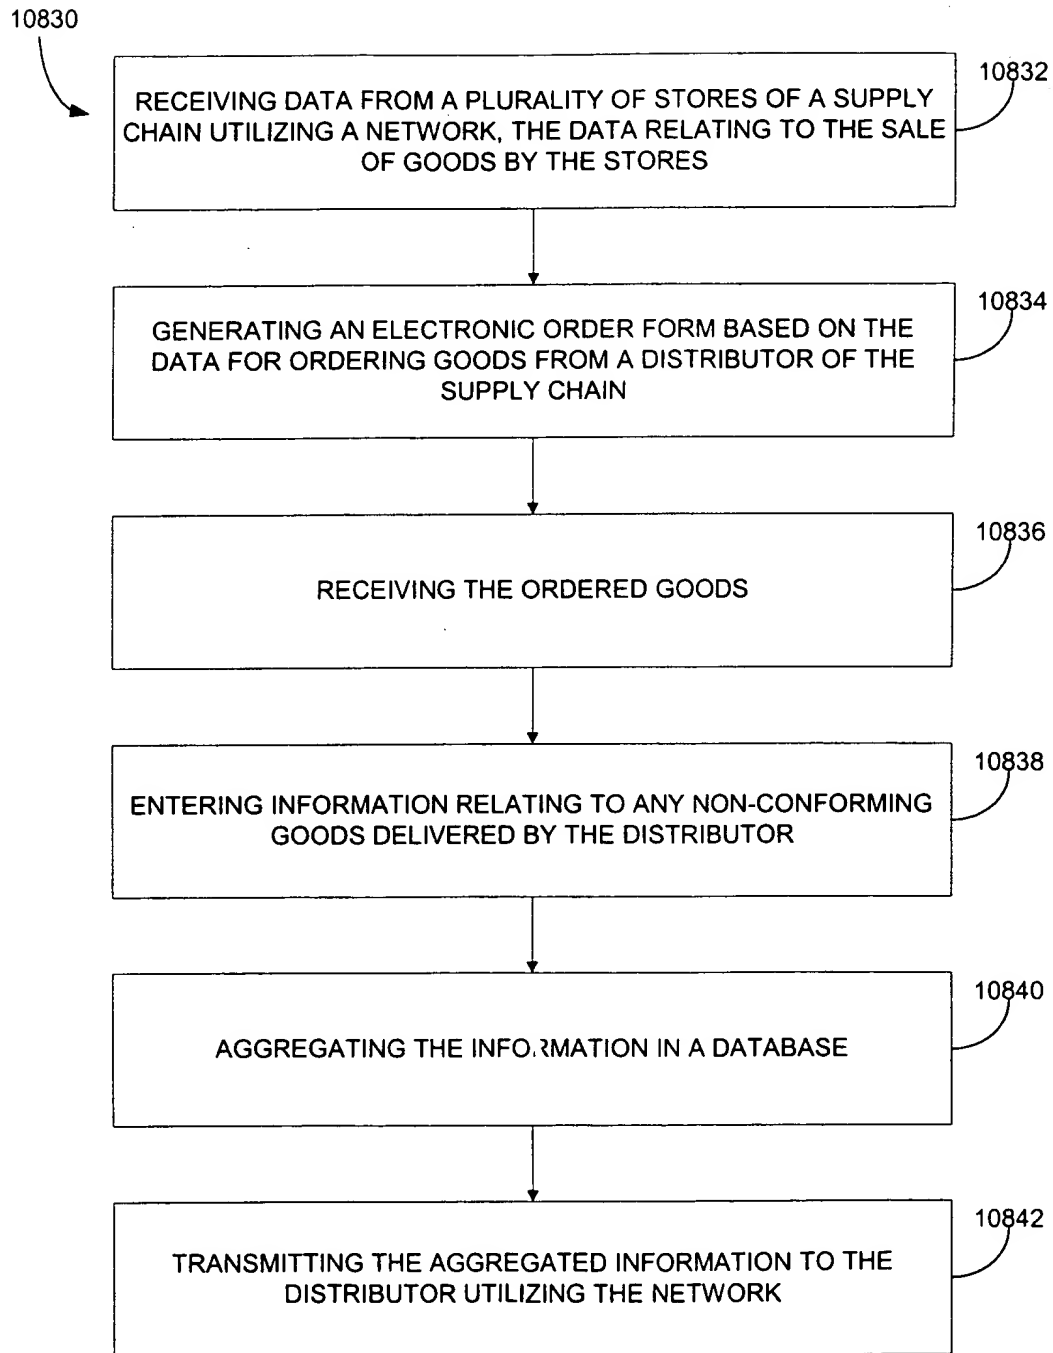 10830
10832
RECEIVING DATA FROM A PLURALITY OF STORES OF A SUPPLY
CHAIN UTILIZING A NETWORK, THE DATA RELATING TO THE SALE
OF GOODS BY THE STORES
10834
GENERATING AN ELECTRONIC ORDER FORM BASED ON THE
DATA FOR ORDERING GOODS FROM A DISTRIBUTOR OF THE
SUPPLY CHAIN
10836
RECEIVING THE ORDERED GOODS
10838
ENTERING INFORMATION RELATING TO ANY NON-CONFORMING
GOODS DELIVERED BY THE DISTRIBUTOR
10840
AGGREGATING THE INFORMATION IN A DATABASE
10842
TRANSMITTING THE AGGREGATED INFORMATION TO THE
DISTRIBUTOR UTILIZING THE NETWORK